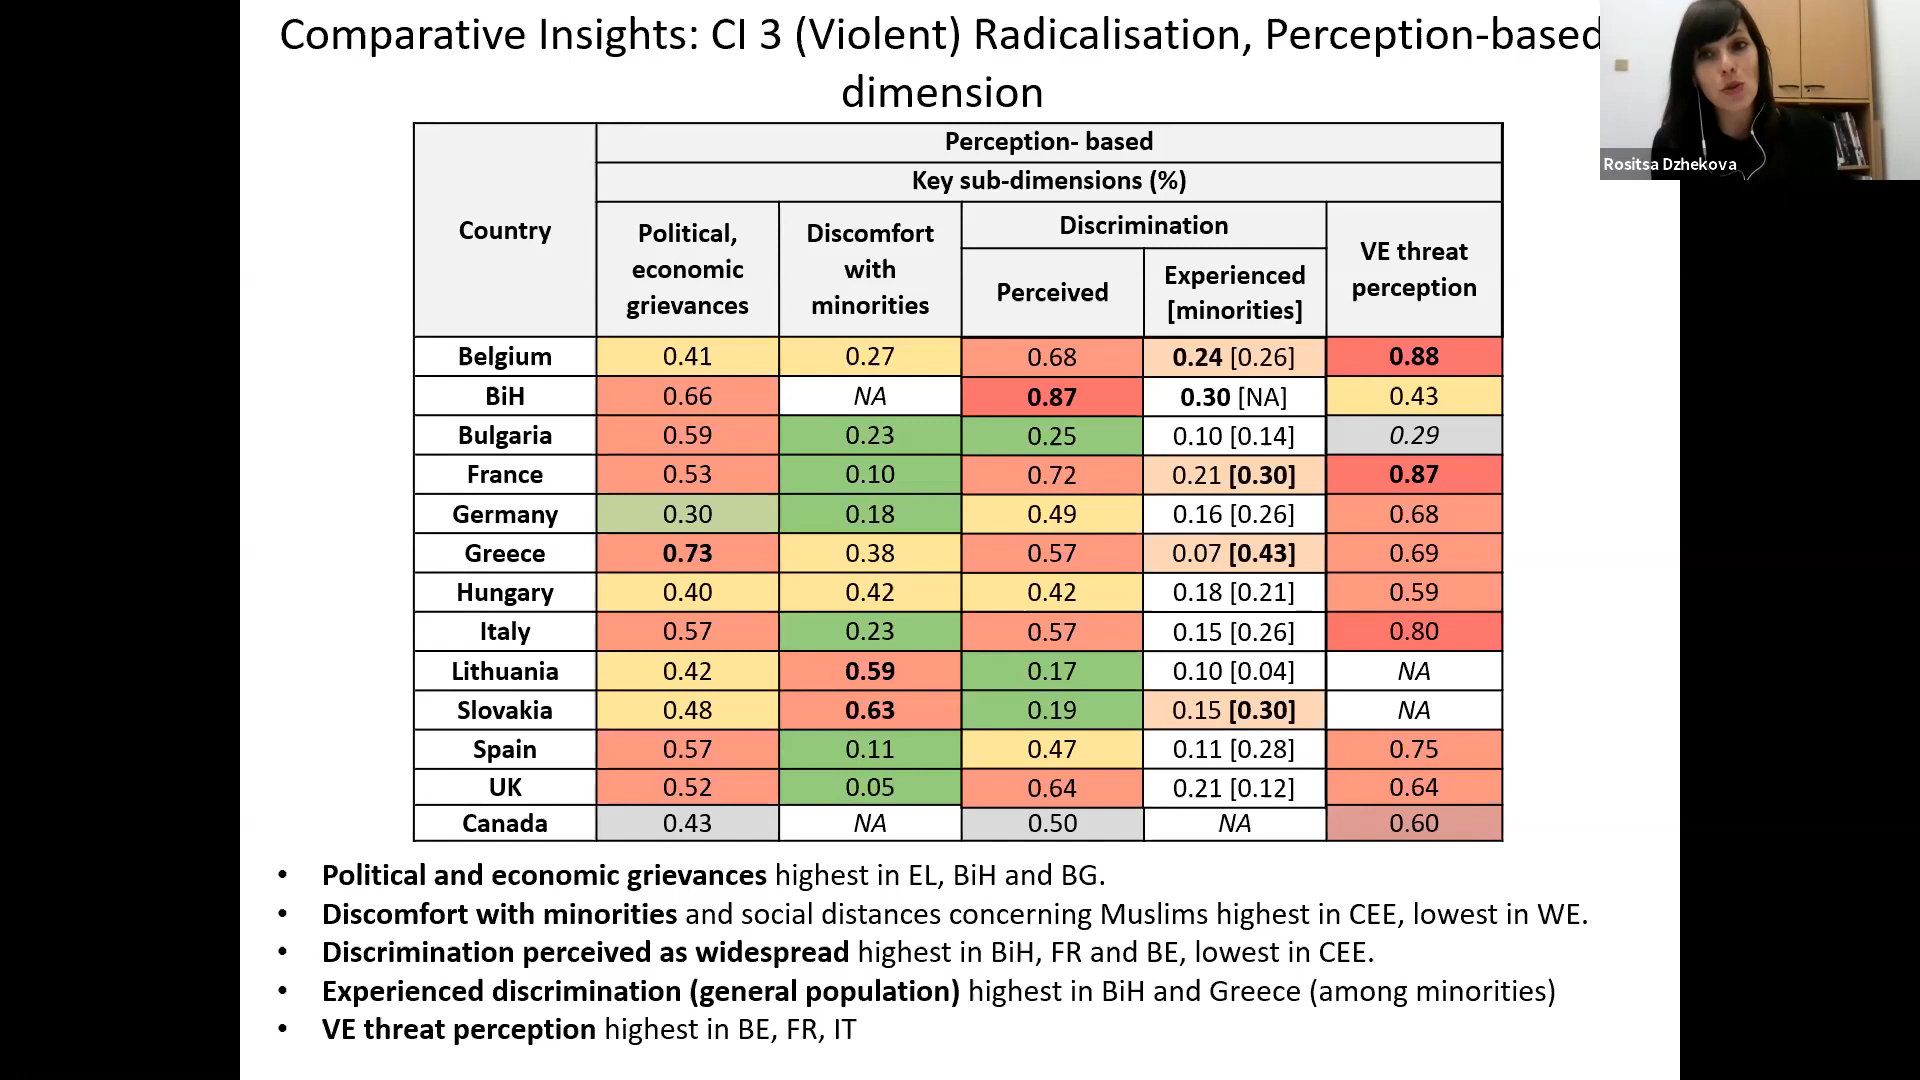 Comparative Insights: CI 3 (Violent) Radicalisation, Perception-based
dimension
Rositsa Dzhekova
Country
Perception- based
Key sub-dimensions (%)
Political,
economic
grievances
Discomfort
with
minorities
Discrimination
Perceived
Experienced
[minorities]
VE threat
perception
Belgium 0.41 0.27 0.68 0.24 [0.26] 0.88
BiH 0.66 NA 0.87 0.30 [NA] 0.43
Bulgaria 0.59 0.23 0.25 0.10 [0.14] 0.29
France 0.53 0.10 0.72 0.21 [0.30] 0.87
Germany 0.30 0.18 0.49 0.16 [0.26] 0.68
Greece 0.73 0.38 0.57 0.07 [0.43] 0.69
Hungary 0.40 0.42 0.42 0.18 [0.21] 0.59
Italy 0.57 0.23 0.57 0.15 [0.26] 0.80
Lithuania 0.42 0.59 0.17 0.10 [0.04] NA
Slovakia 0.48 0.63 0.19 0.15 [0.30] NA
Spain 0.57 0.11 0.47 0.11 [0.28] 0.75
UK 0.52 0.05 0.64 0.21 [0.12] 0.64
Canada 0.43 NA 0.50 NA 0.60
• Political and economic grievances highest in EL, BiH and BG.
• Discomfort with minorities and social distances concerning Muslims highest in CEE, lowest in WE.
• Discrimination perceived as widespread highest in BiH, FR and BE, lowest in CEE.
• Experienced discrimination (general population) highest in BiH and Greece (among minorities)
• VE threat perception highest in BE, FR, IT